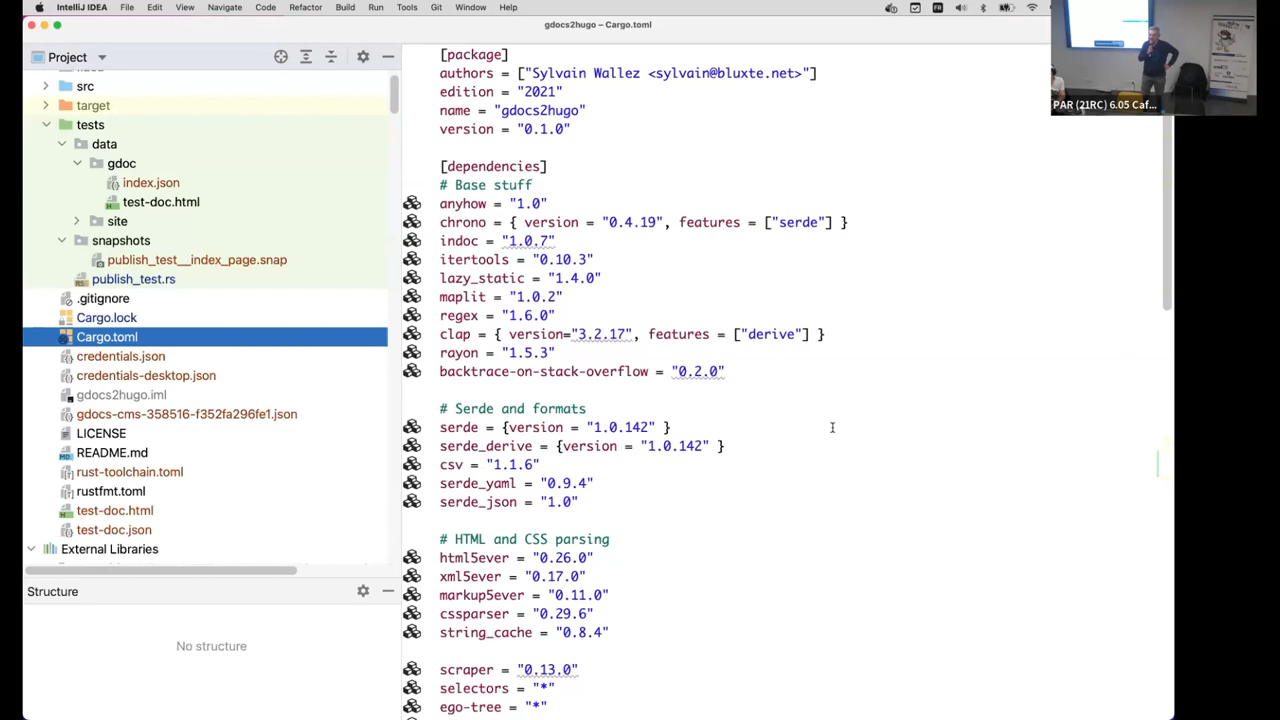 IntelliJ IDEA File Edit View Navigate Code Refactor Build Run Tools Git Window Help
gdocs2hugo – Cargo.toml
Project
src
target
tests
data
gdoc
index.json
test-doc.html
site
snapshots
publish_test__index_page.snap
publish_test.rs
.gitignore
Cargo.lock
Cargo.toml
credentials.json
credentials-desktop.json
gdocs2hugo.iml
gdocs-cms-358516-f352fa296fe1.json
LICENSE
README.md
rust-toolchain.toml
rustfmt.toml
test-doc.html
test-doc.json
External Libraries
Structure
No structure
[package]
authors = ["Sylvain Wallez <sylvain@bluxte.net>"]
edition = "2021"
name = "gdocs2hugo"
version = "0.1.0"
[dependencies]
# Base stuff
anyhow = "1.0"
chrono = { version = "0.4.19", features = ["serde"] }
indoc = "1.0.7"
itertools = "0.10.3"
lazy_static = "1.4.0"
maplit = "1.0.2"
regex = "1.6.0"
clap = { version="3.2.17", features = ["derive"] }
rayon = "1.5.3"
backtrace-on-stack-overflow = "0.2.0"
# Serde and formats
serde = {version = "1.0.142" }
serde_derive = {version = "1.0.142" }
csv = "1.1.6"
serde_yaml = "0.9.4"
serde_json = "1.0"
# HTML and CSS parsing
html5ever = "0.26.0"
xml5ever = "0.17.0"
markup5ever = "0.11.0"
cssparser = "0.29.6"
string_cache = "0.8.4"
scraper = "0.13.0"
selectors = "*"
ego-tree = "*"
PAR (21RC) 6.05 Caf...